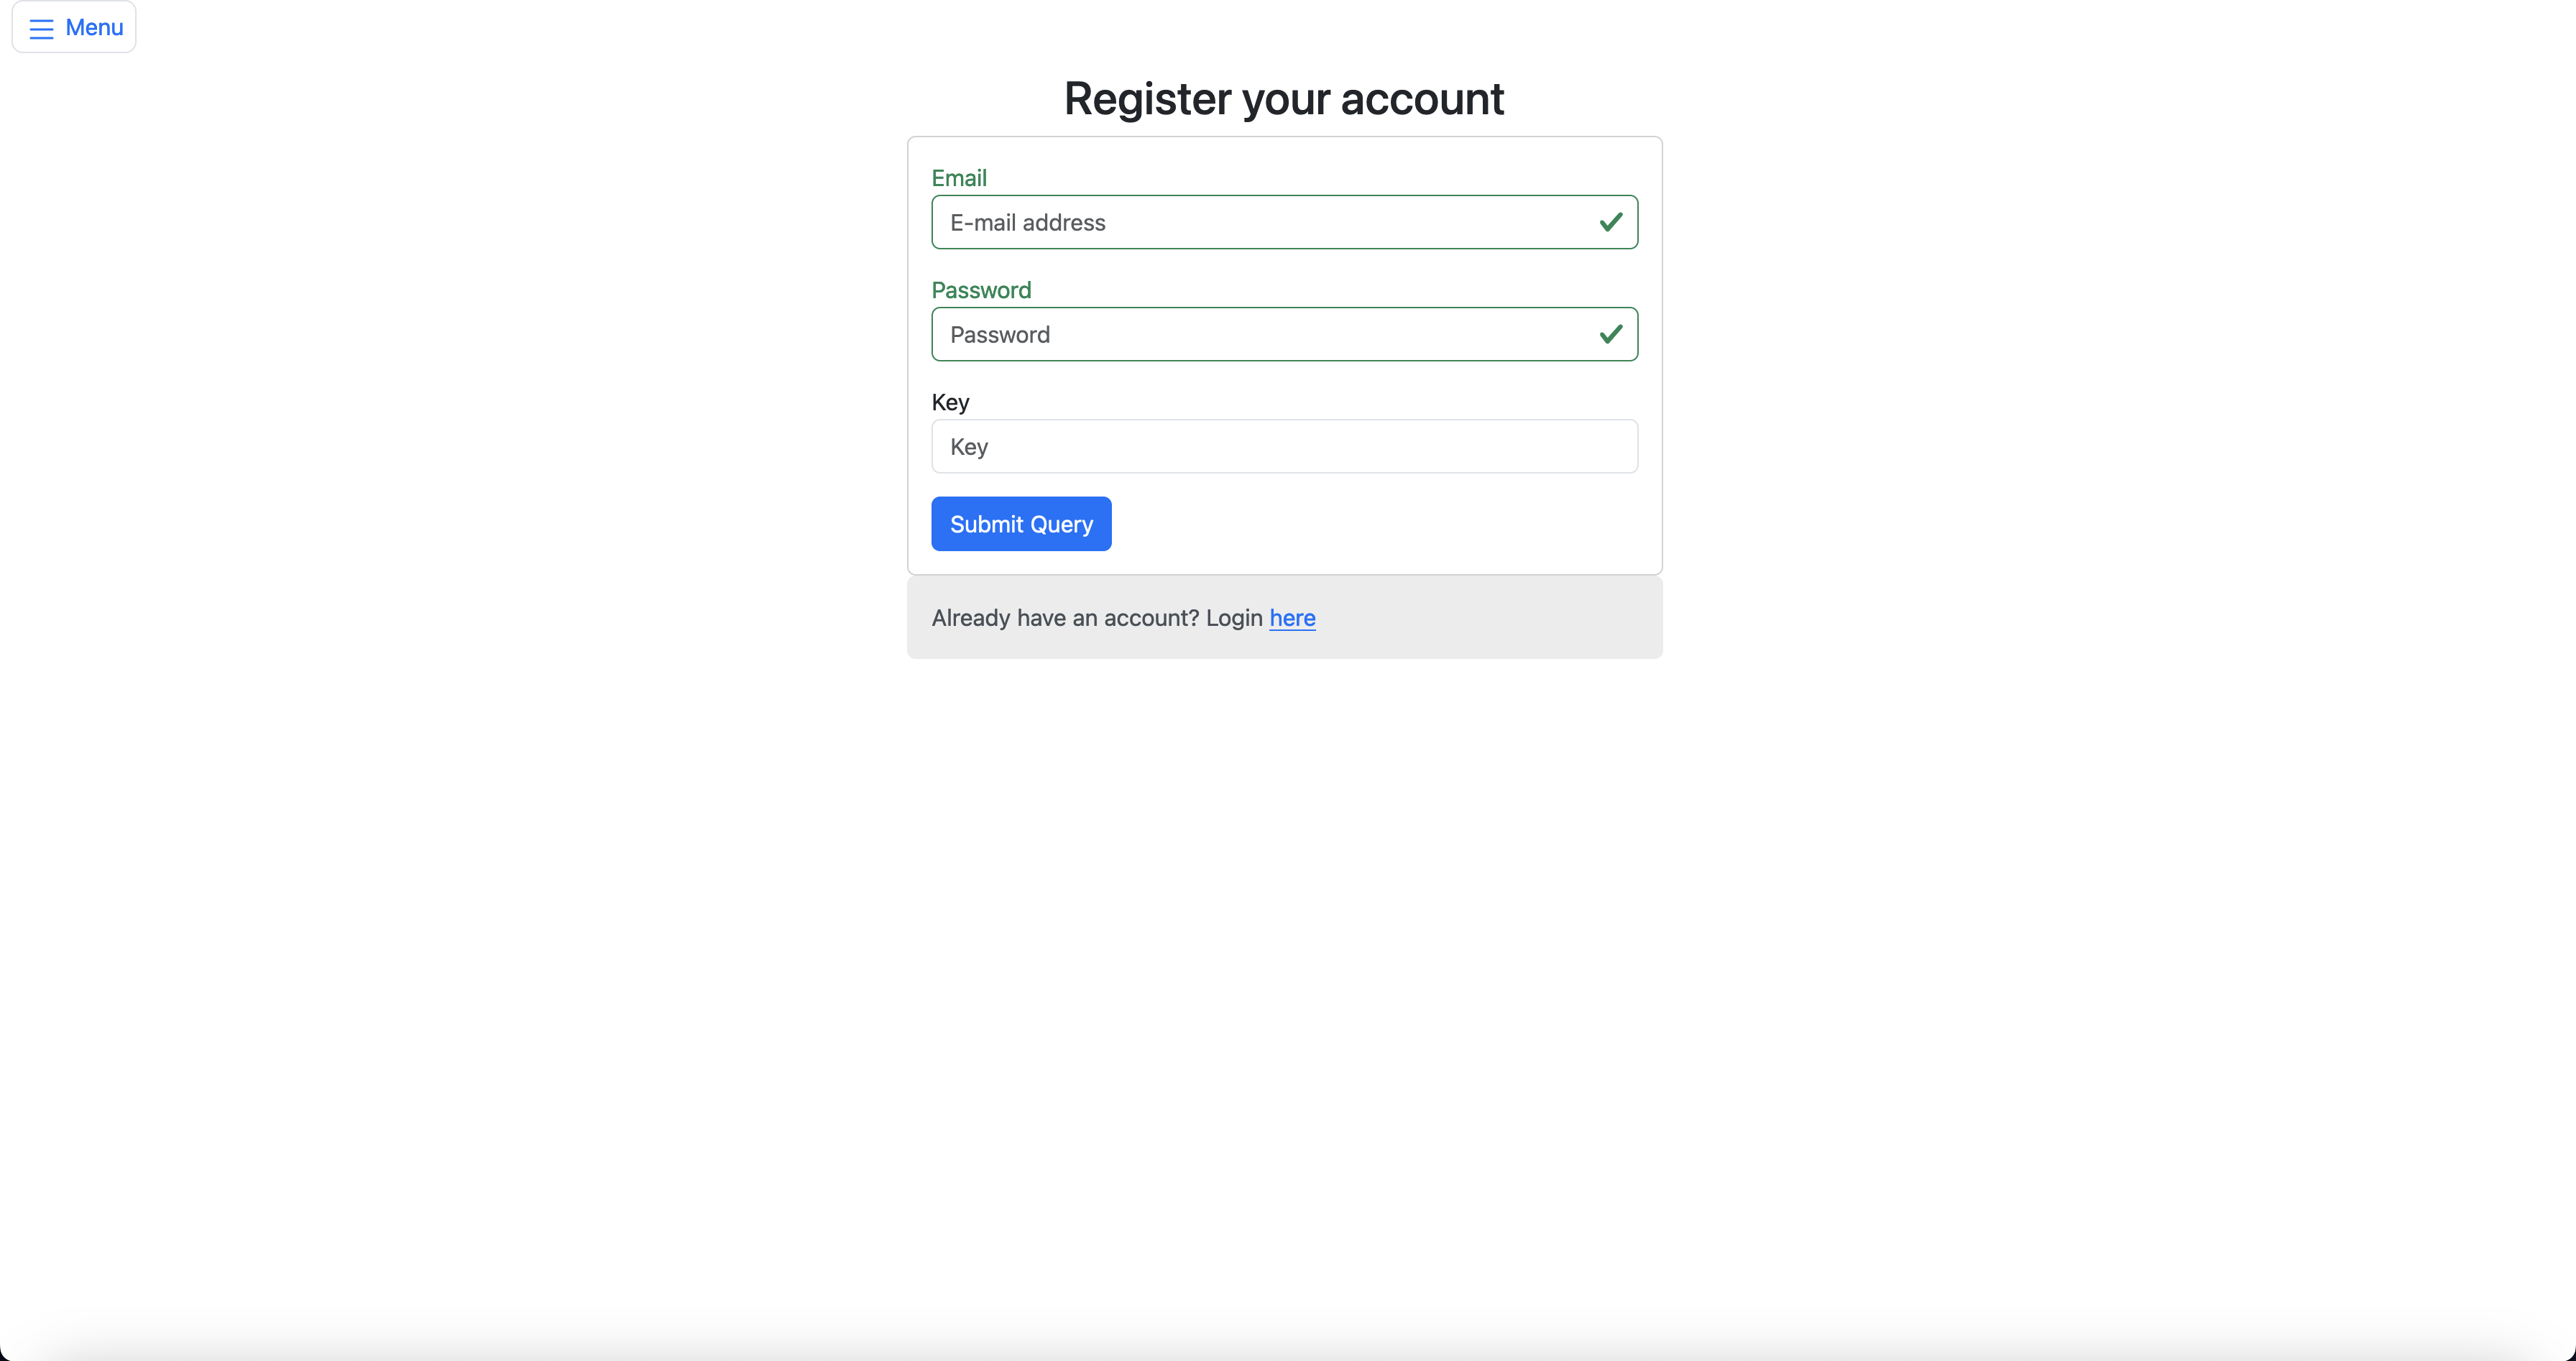 Menu
Register your account
Email
E-mail address
Password
Password
Key
Key
Submit Query
Already have an account? Login here